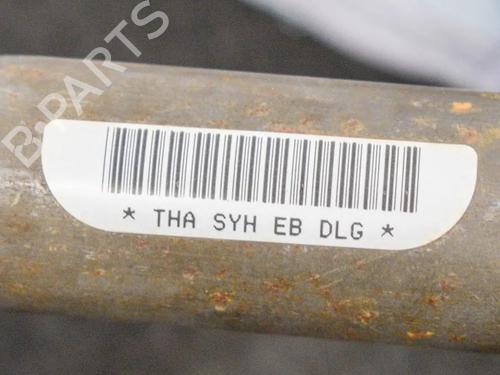 B-PARTS
* THA SYH EB DLG *